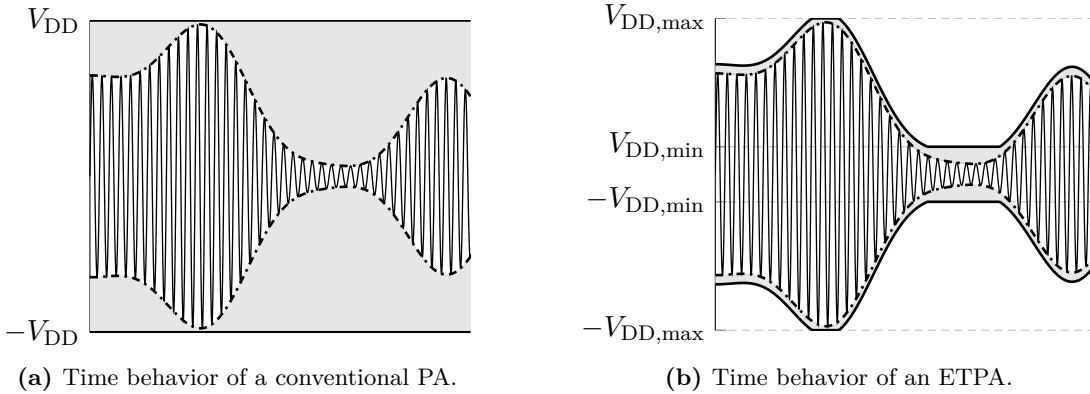 V_DD
−V_DD
(a) Time behavior of a conventional PA.
V_DD,max
V_DD,min
−V_DD,min
−V_DD,max
(b) Time behavior of an ETPA.